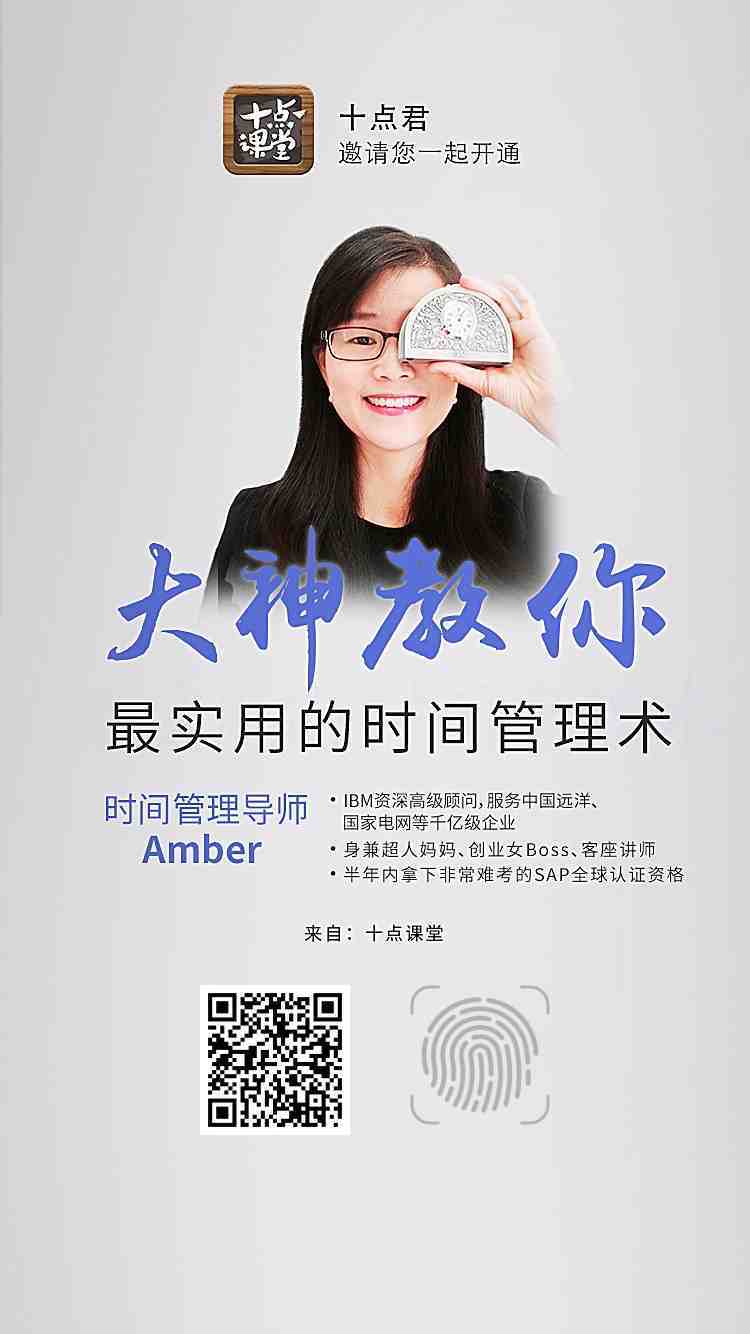 十点课堂
十点君
邀请您一起开通
大神教你
最实用的时间管理术
时间管理导师
Amber
• IBM资深高级顾问,服务中国远洋、
国家电网等千亿级企业
• 身兼超人妈妈、创业女Boss、客座讲师
• 半年内拿下非常难考的SAP全球认证资格
来自：十点课堂